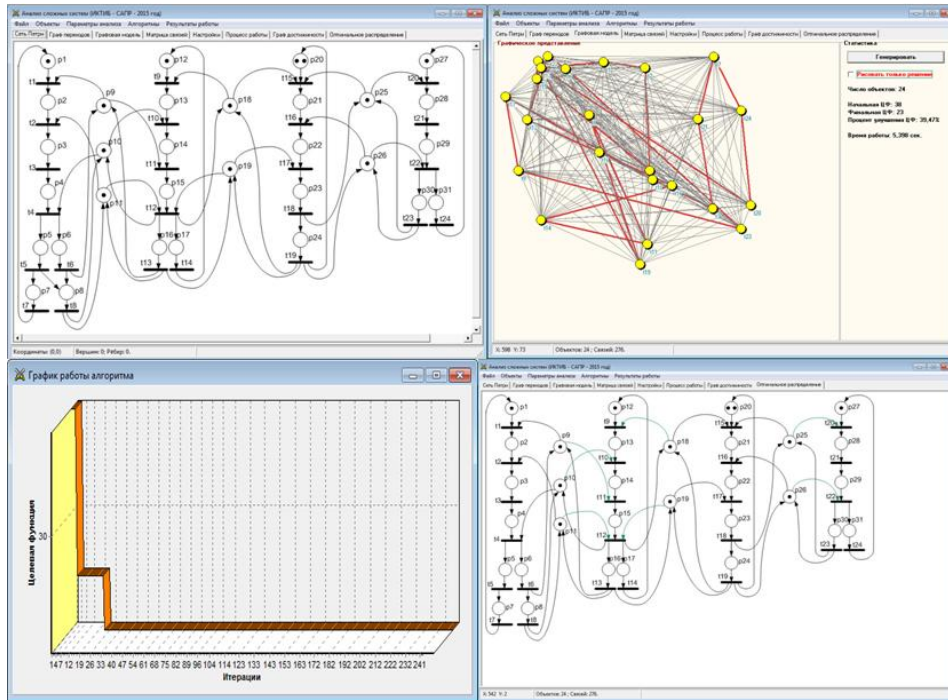 Анализ сложных систем (ИКТИБ - САПР - 2015 год)
Файл Объекты Параметры анализа Алгоритмы Результаты работы
Сеть Петри Граф переходов Графовая модель Матрица связей Настройки Процесс работы Граф достижимости Оптимальное распределение
p1 p12 p20 p27
t1 t9 t15 t20
p2 p9 p13 p18 p21 p25 p28
t2 t10 t16 t21
p3 p10 p14 p22 p29
t3 t11 p19 t17 p26 t22
p4 p11 p15 p23 p30 p31
t4 t12 t18 t23 t24
p5 p6 p16 p17 p24
t5 t6 t13 t14 t19
p7 p8
t7 t8
Координаты: (0,0) Вершин: 0; Рёбер: 0.
Анализ сложных систем (ИКТИБ - САПР - 2015 год)
Файл Объекты Параметры анализа Алгоритмы Результаты работы
Сеть Петри Граф переходов Графовая модель Матрица связей Настройки Процесс работы Граф достижимости Оптимальное распределение
Графическое представление
Статистика
Генерировать
Рисовать только решение
Число объектов: 24
Начальная ЦФ: 38
Финальная ЦФ: 23
Процент улучшения ЦФ: 39,47%
Время работы: 5,398 сек.
t24
t21
t14
t11
t19
X: 598 Y: 73 Объектов: 24 ; Связей: 276.
График работы алгоритма
Целевая функция
30
147 12 19 26 33 40 47 54 61 68 75 82 89 96 104 114 123 134 143 153 163 172 182 192 202 212 222 232 241
Итерации
Анализ сложных систем (ИКТИБ - САПР - 2015 год)
Файл Объекты Параметры анализа Алгоритмы Результаты работы
Сеть Петри Граф переходов Графовая модель Матрица связей Настройки Процесс работы Граф достижимости Оптимальное распределение
p1 p12 p20 p27
t1 t9 t15 t20
p2 p9 p13 p18 p21 p25 p28
t2 t10 t16 t21
p3 p10 p14 p22 p29
t3 t11 p19 t17 p26 t22
p4 p11 p15 p23 p30 p31
t4 t12 t18 t23 t24
p5 p6 p16 p17 p24
t5 t6 t13 t14 t19
p7 p8
t7 t8
X: 542 Y: 2 Объектов: 24 ; Связей: 276.